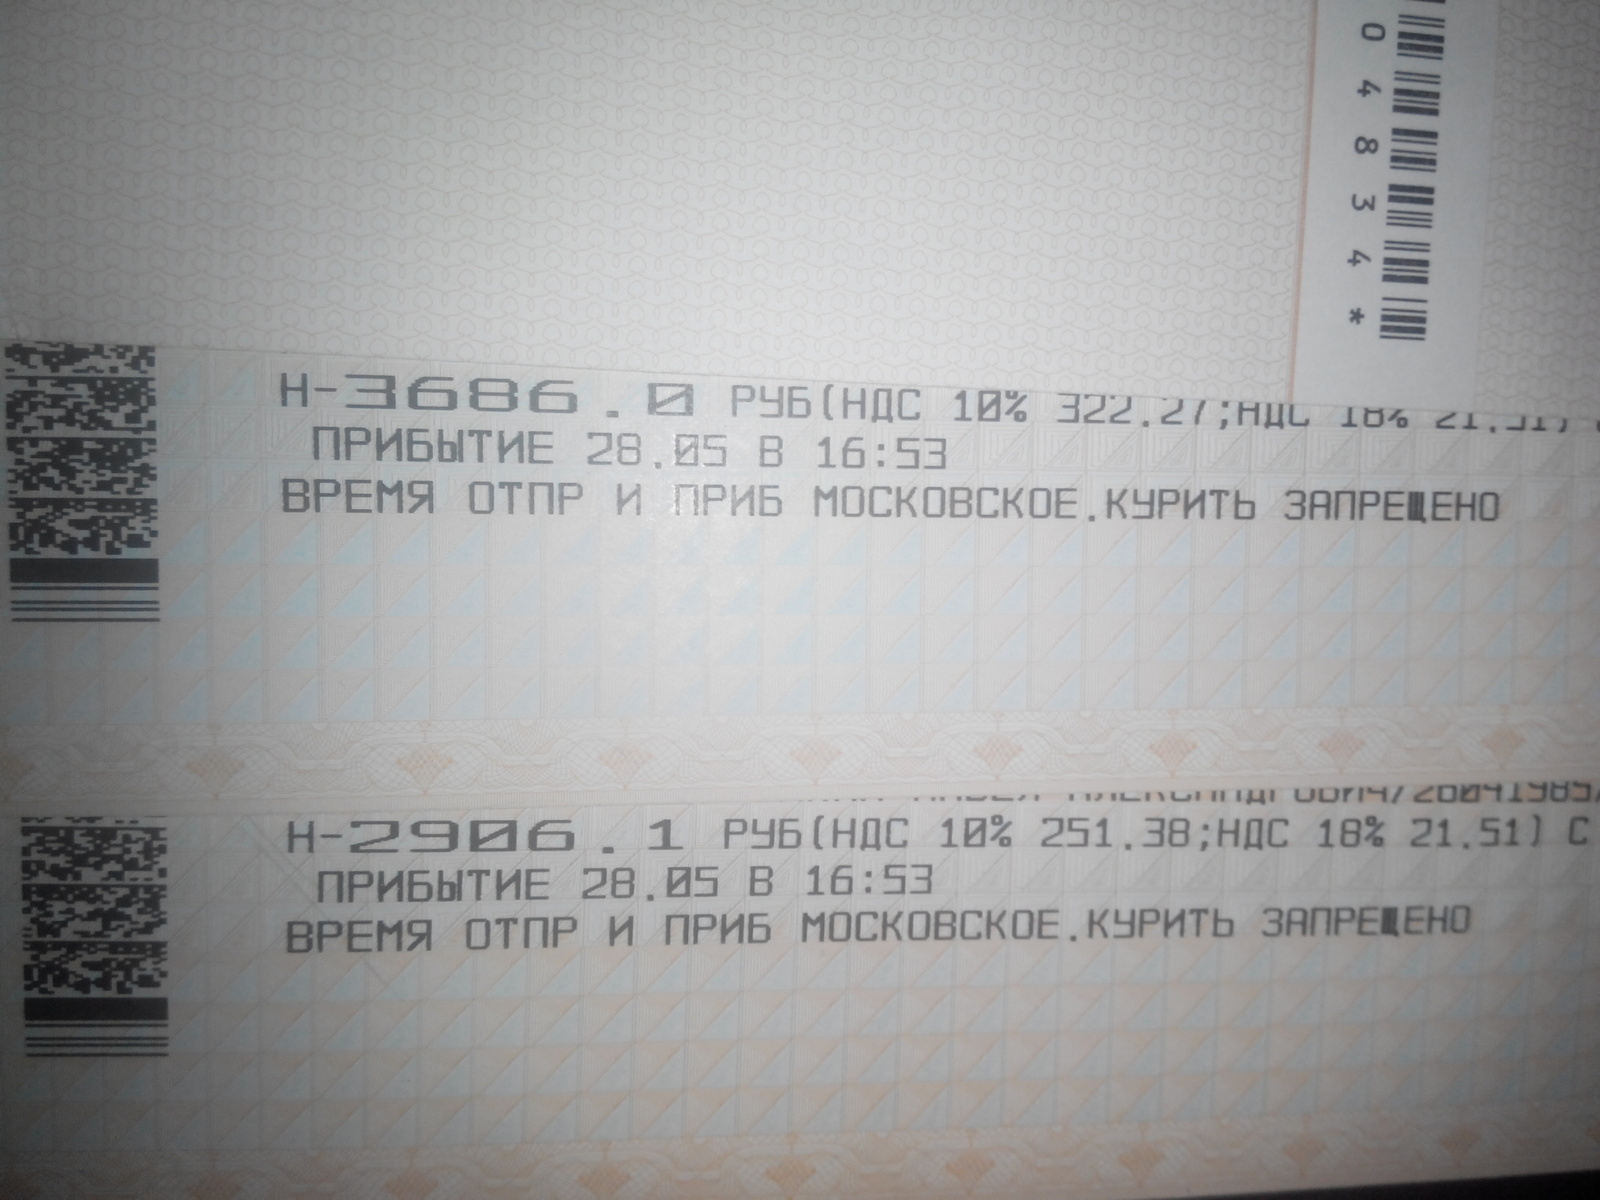 04834*
Н-3686.0 РУБ(НДС 10% 322.27;НДС 18% 21.51)
ПРИБЫТИЕ 28.05 В 16:53
ВРЕМЯ ОТПР И ПРИБ МОСКОВСКОЕ.КУРИТЬ ЗАПРЕЩЕНО
Н-2906.1 РУБ(НДС 10% 251.38;НДС 18% 21.51) С
ПРИБЫТИЕ 28.05 В 16:53
ВРЕМЯ ОТПР И ПРИБ МОСКОВСКОЕ.КУРИТЬ ЗАПРЕЩЕНО